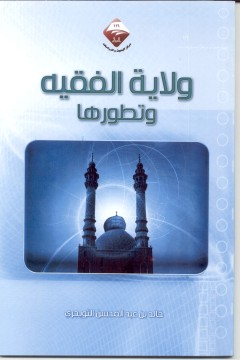 ولاية الفقيه
وتطورها
خالد بن عبد المحسن التويجري